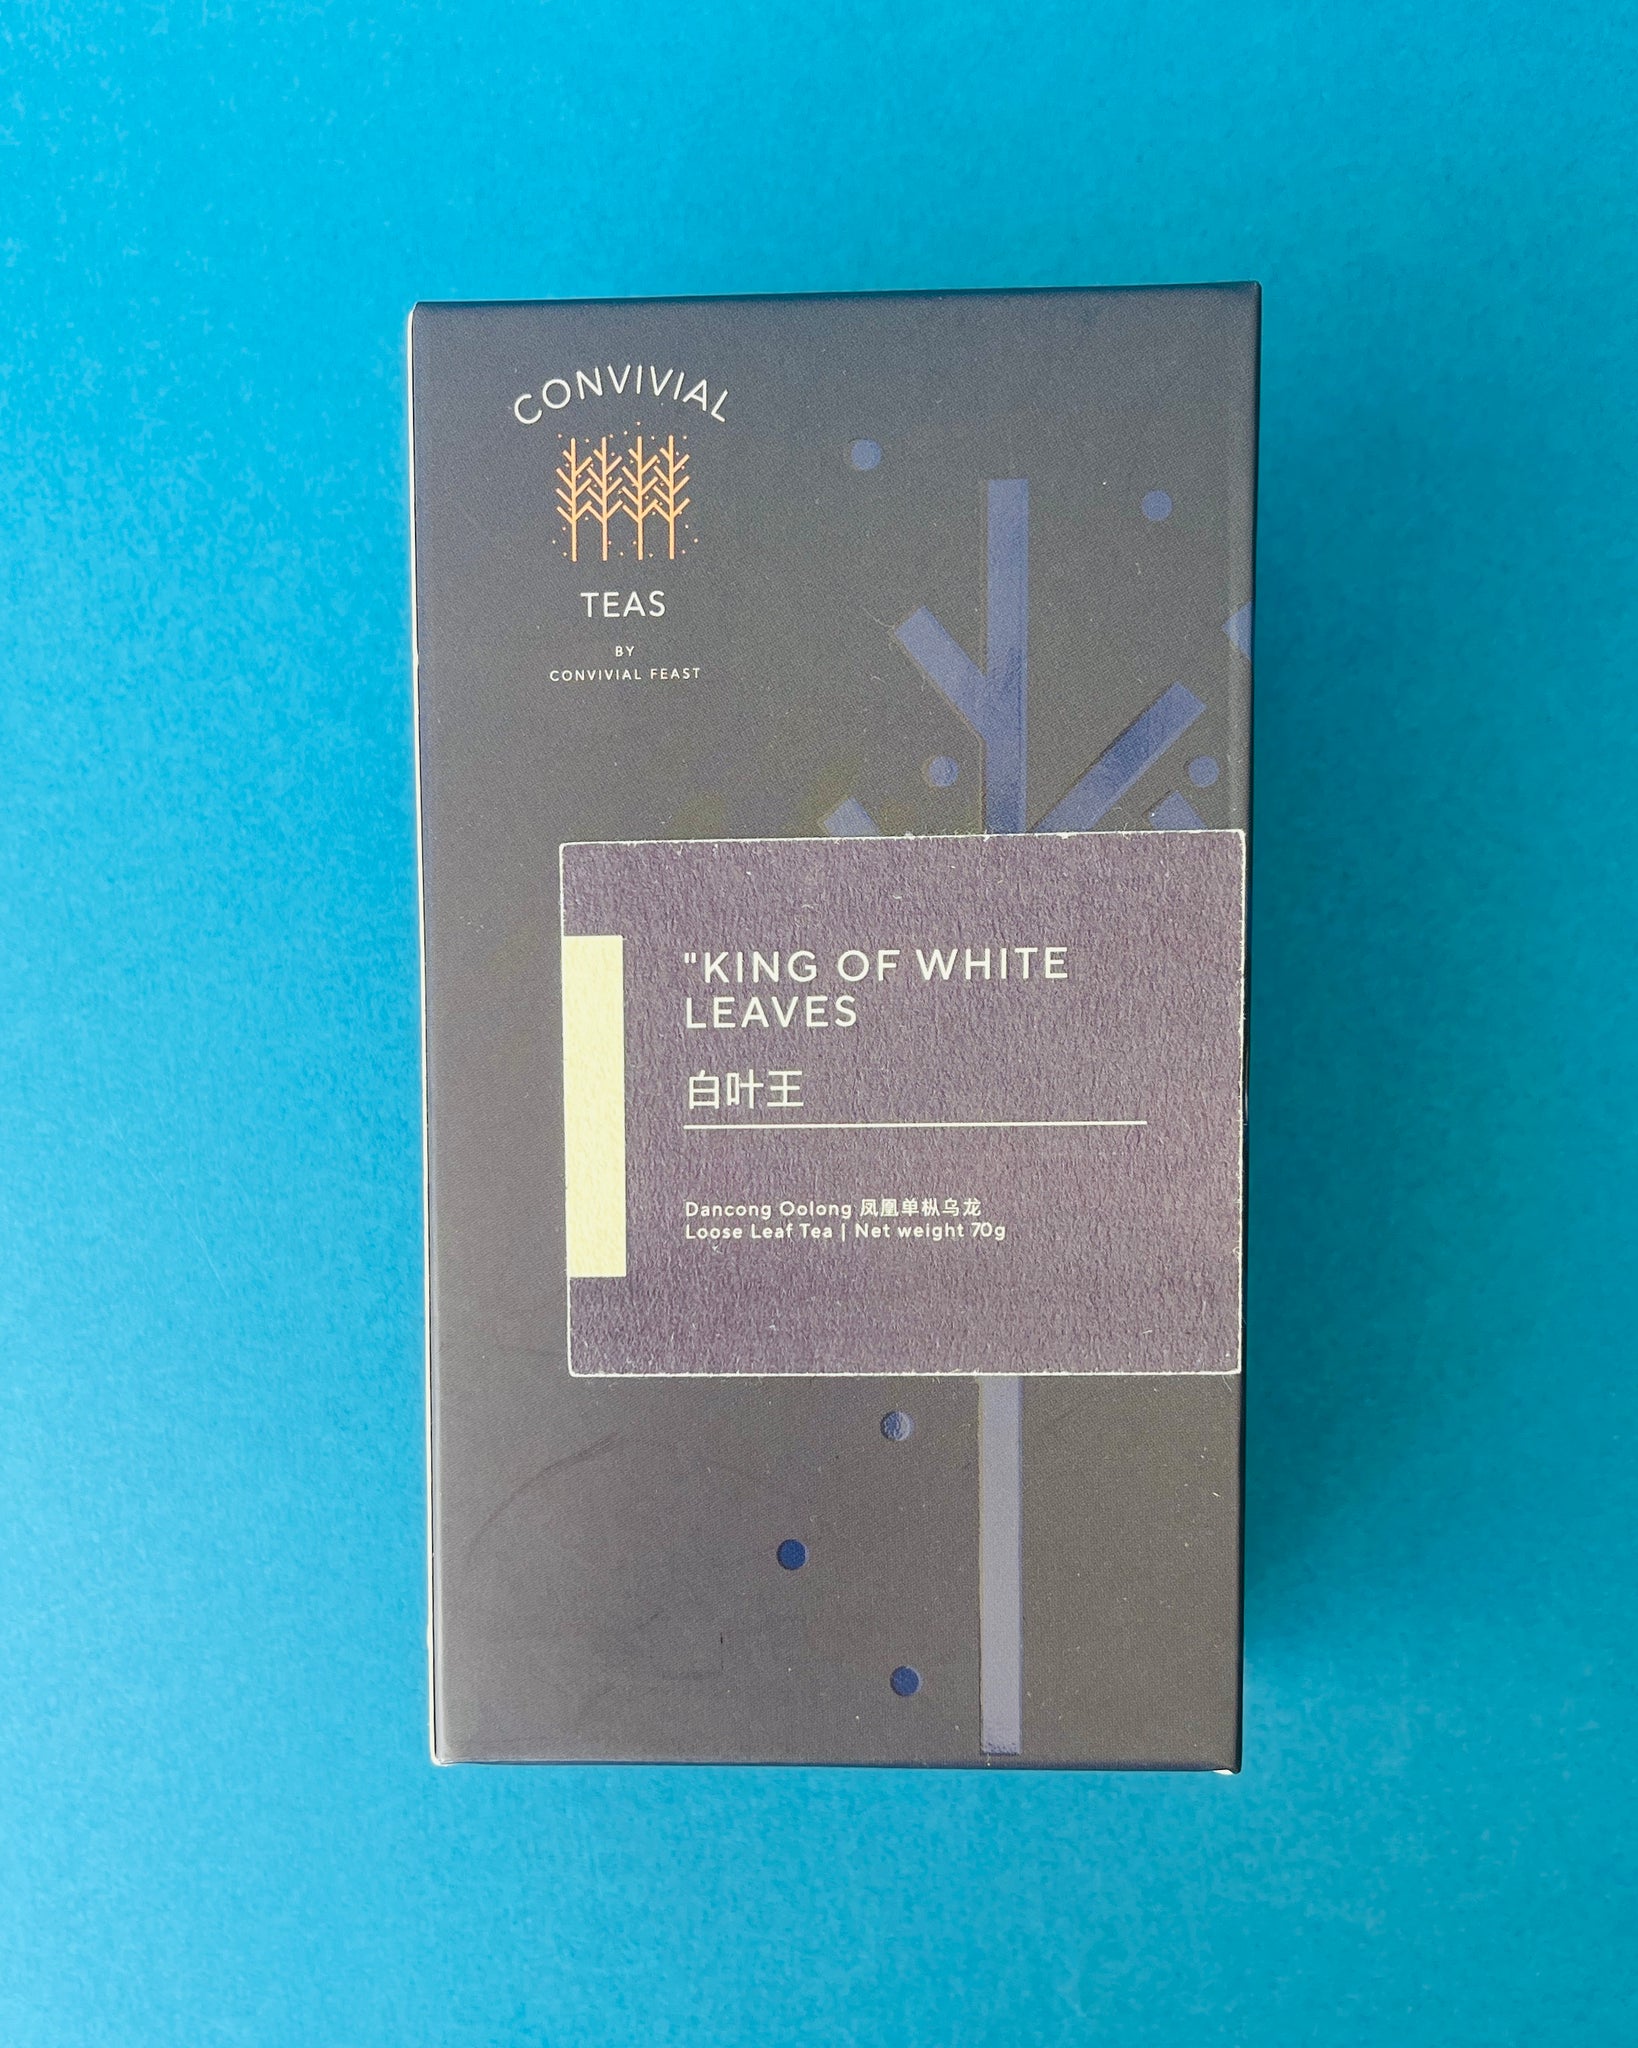 CONVIVIAL
TEAS
BY
CONVIVIAL FEAST
"KING OF WHITE
LEAVES
白叶王
Dancong Oolong 凤凰单枞乌龙
Loose Leaf Tea | Net weight 70g